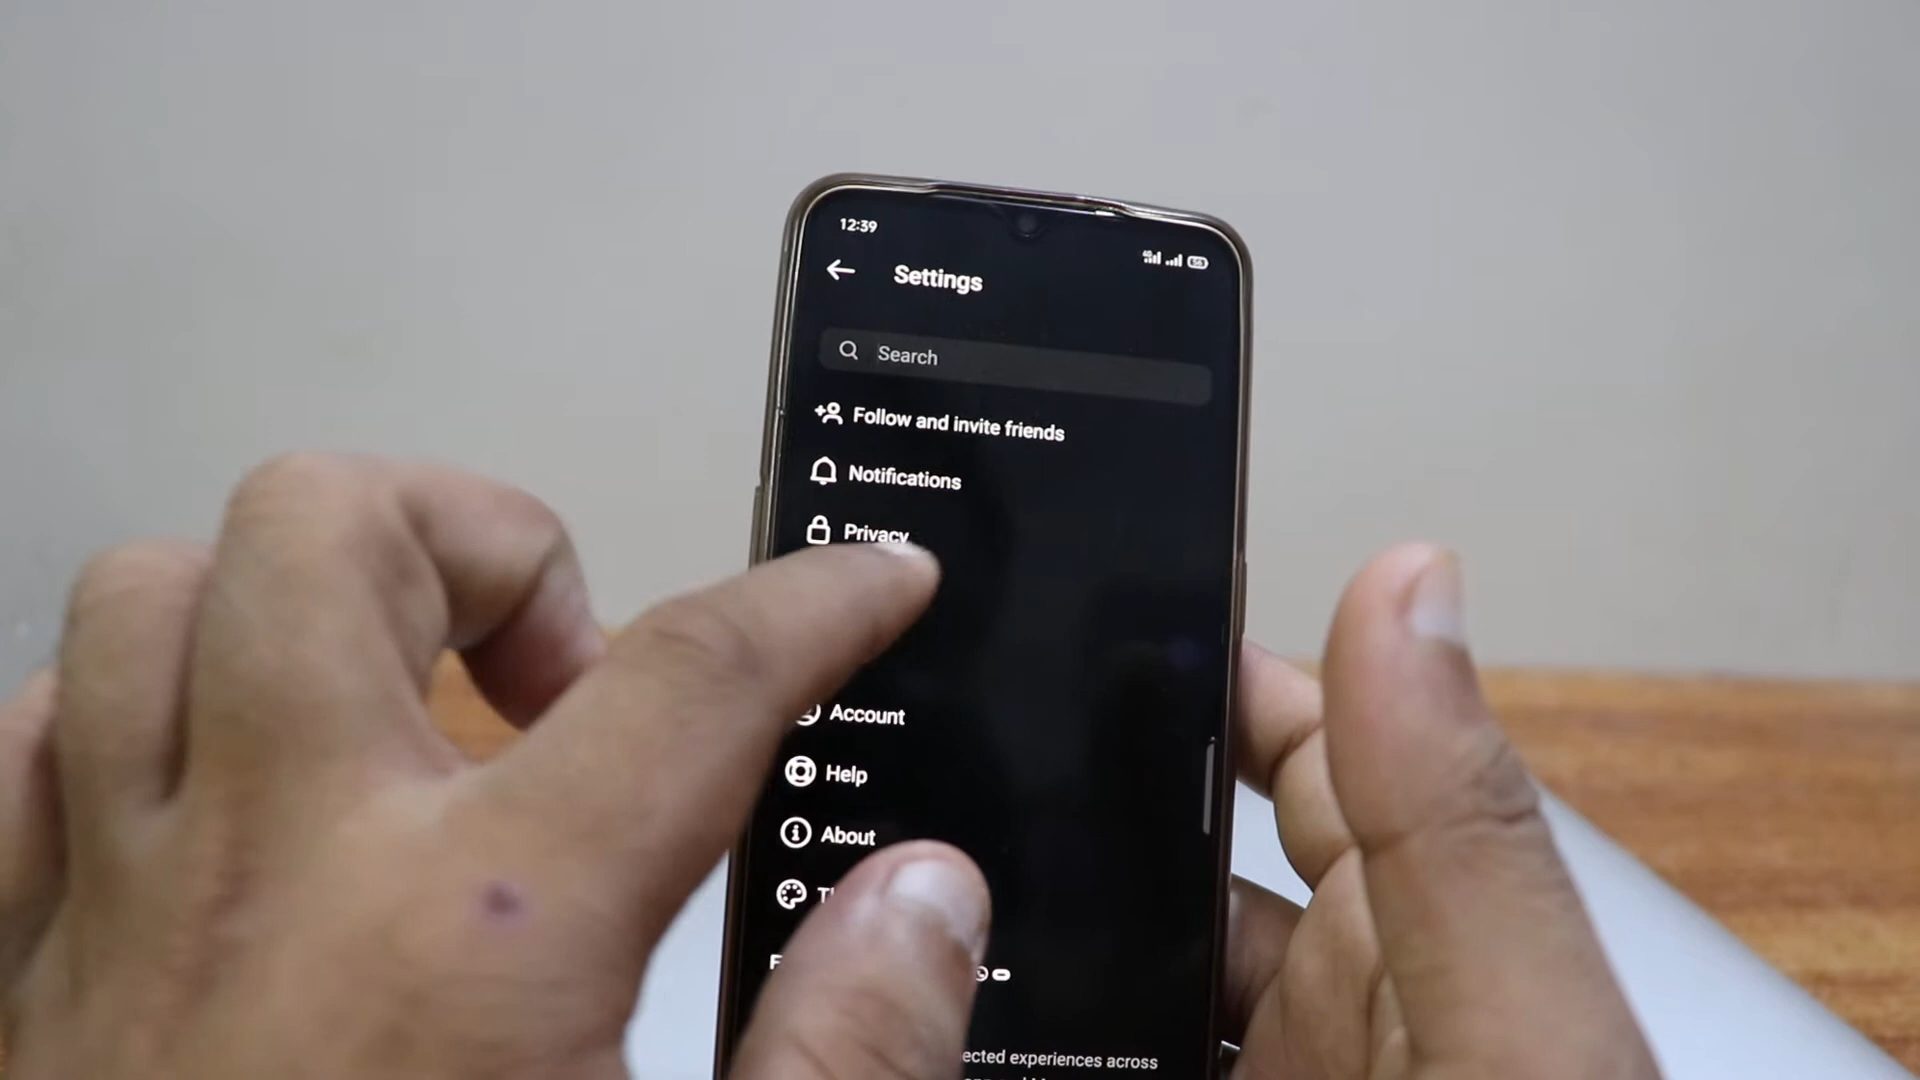 12:39
Settings
Search
Follow and invite friends
Notifications
Privacy
Account
Help
About
ected experiences across